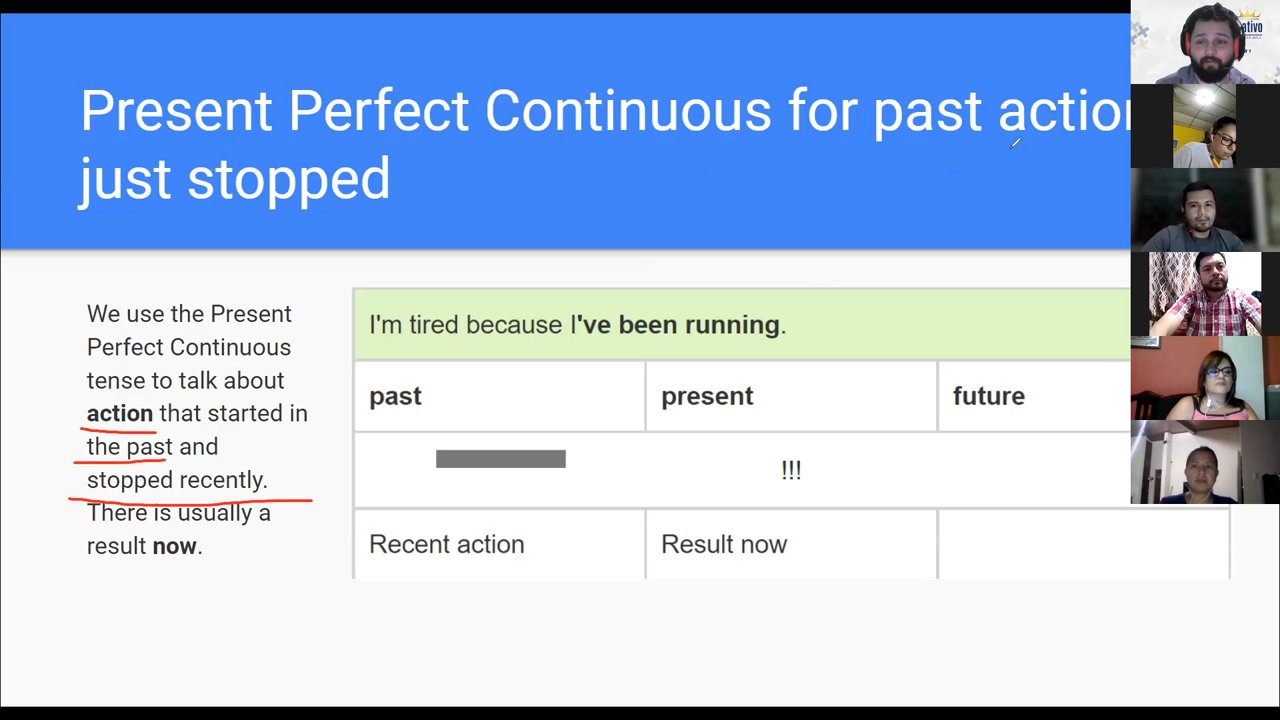 Present Perfect Continuous for past action
just stopped
We use the Present
Perfect Continuous
tense to talk about
action that started in
the past and
stopped recently.
There is usually a
result now.
I'm tired because I've been running.
past present future
!!!
Recent action Result now